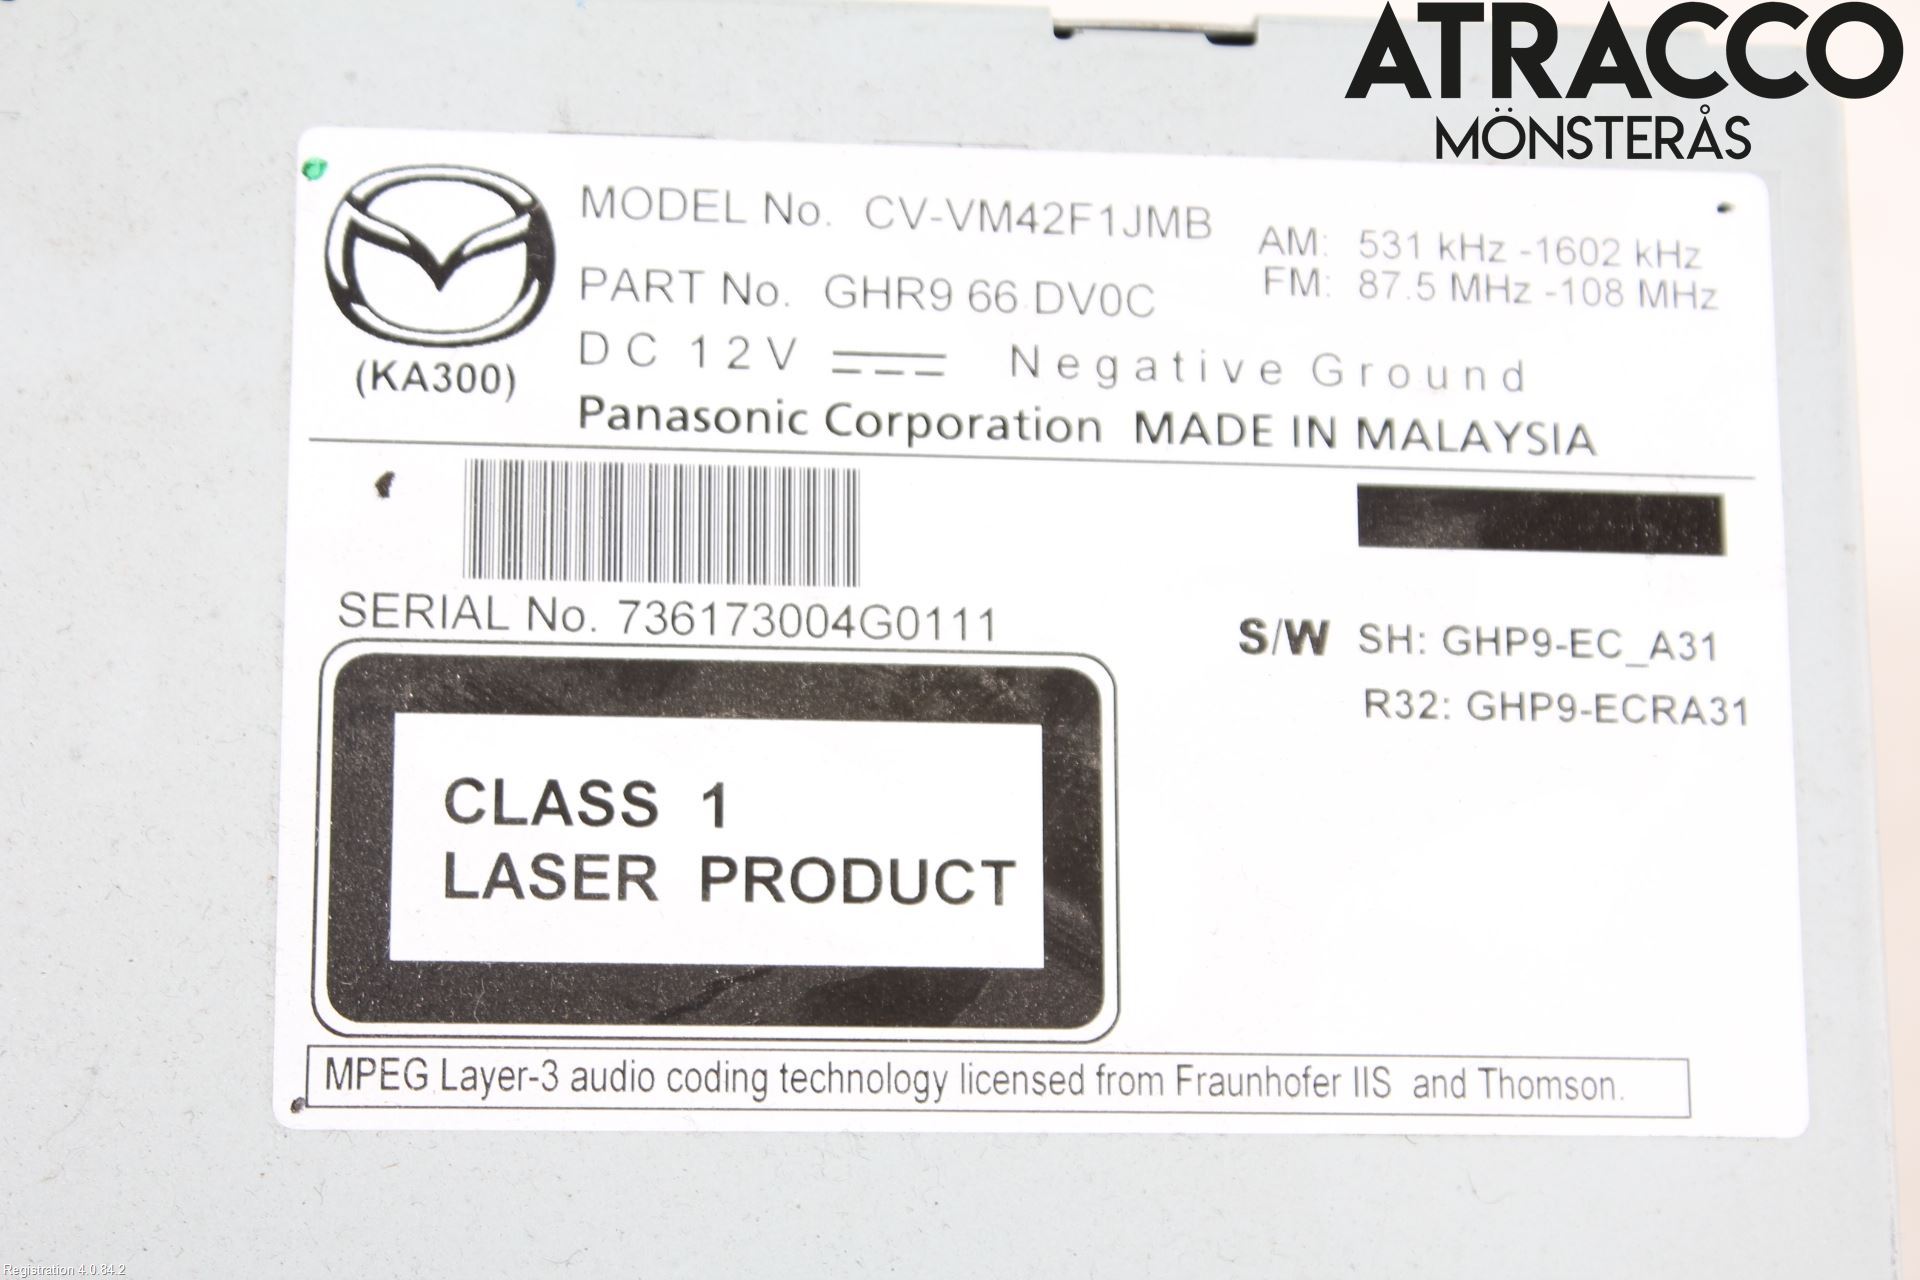 ATRACCO
MÖNSTERÅS
MODEL No. CV-VM42F1JMB
AM: 531 kHz -1602 kHz
FM: 87.5 MHz -108 MHz
PART No. GHR9 66 DV0C
DC 12V Negative Ground
(KA300)
Panasonic Corporation MADE IN MALAYSIA
SERIAL No. 736173004G0111
S/W SH: GHP9-EC_A31
R32: GHP9-ECRA31
CLASS 1
LASER PRODUCT
MPEG Layer-3 audio coding technology licensed from Fraunhofer IIS and Thomson.
Registration 4.0.84.2